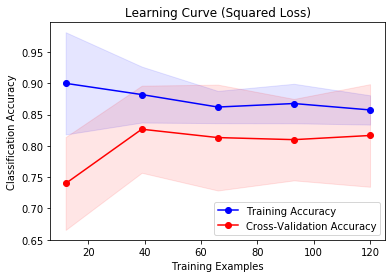 Learning Curve (Squared Loss)
Classification Accuracy
0.95
0.90
0.85
0.80
0.75
0.70
0.65
Training Accuracy
Cross-Validation Accuracy
20 40 60 80 100 120
Training Examples